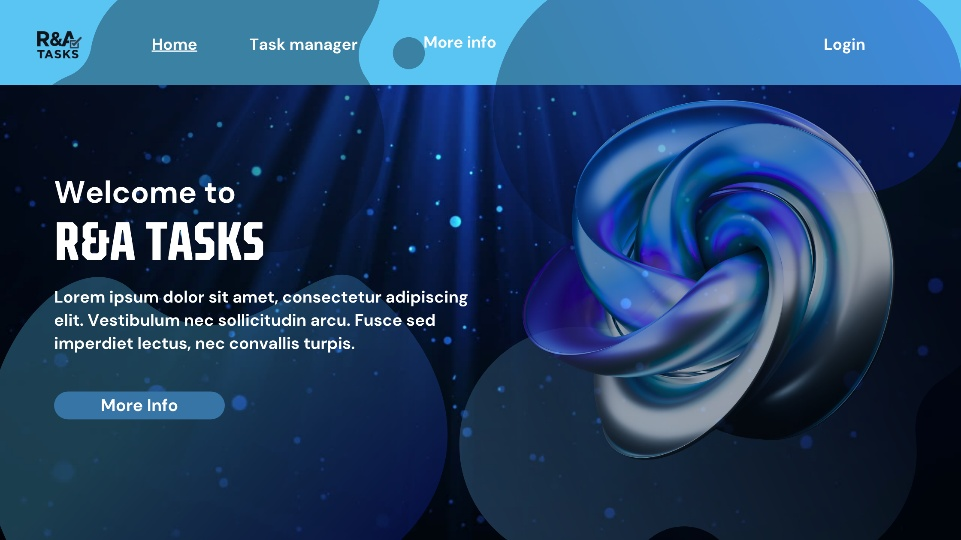 R&A
TASKS
Home
Task manager
More info
Login
Welcome to
R&A TASKS
Lorem ipsum dolor sit amet, consectetur adipiscing
elit. Vestibulum nec sollicitudin arcu. Fusce sed
imperdiet lectus, nec convallis turpis.
More Info